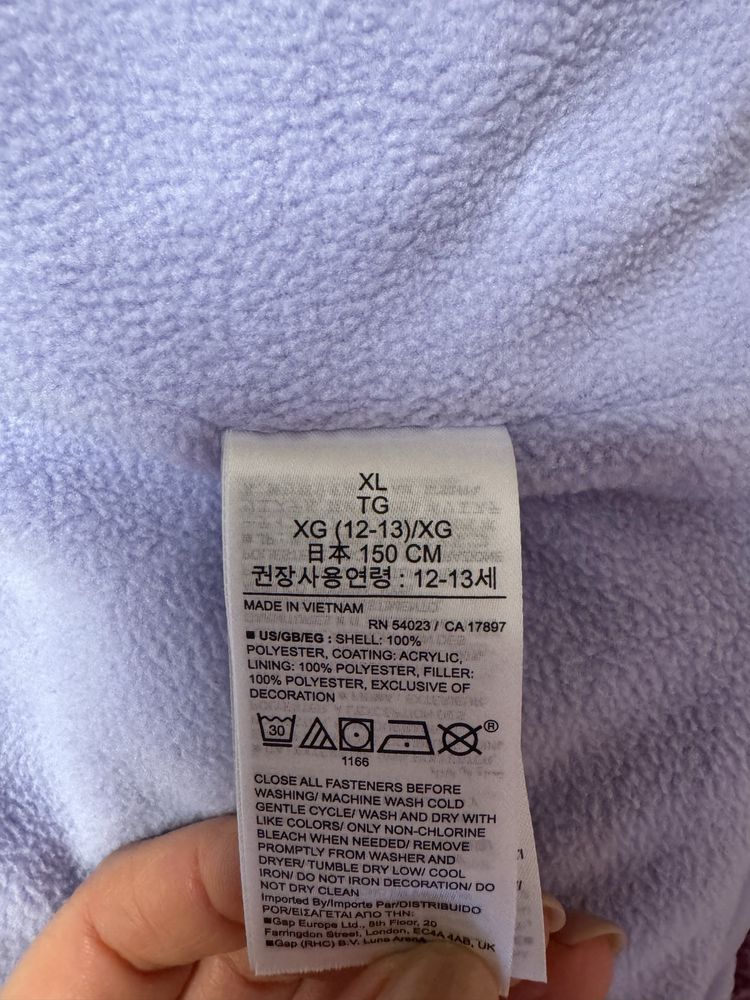 XL
TG
XG (12-13)/XG
日本 150 CM
권장사용연령 : 12-13세
MADE IN VIETNAM
RN 54023 / CA 17897
■ US/GB/EG : SHELL: 100%
POLYESTER, COATING: ACRYLIC,
LINING: 100% POLYESTER, FILLER:
100% POLYESTER, EXCLUSIVE OF
DECORATION
30
®
1166
CLOSE ALL FASTENERS BEFORE
WASHING/ MACHINE WASH COLD
GENTLE CYCLE/ WASH AND DRY WITH
LIKE COLORS/ ONLY NON-CHLORINE
BLEACH WHEN NEEDED/ REMOVE
PROMPTLY FROM WASHER AND
DRYER/ TUMBLE DRY LOW/ COOL
IRON/ DO NOT IRON DECORATION/ DO
NOT DRY CLEAN
Imported By/Importe Par/DISTRIBUIDO
POR/ΕΙΣΑΓΕΤΑΙ ΑΠΟ ΤΗΝ:
■Gap Europe Ltd., 8th Floor, 20
Farringdon Street, London, EC4A 4AB, UK
■Gap (RHC) B.V. Luna Arena